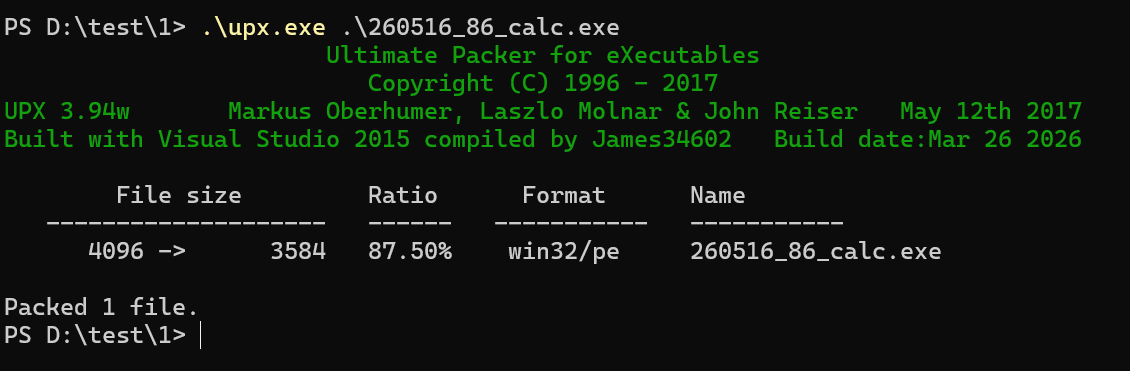 PS D:\test\1> .\upx.exe .\260516_86_calc.exe
Ultimate Packer for eXecutables
Copyright (C) 1996 - 2017
UPX 3.94w       Markus Oberhumer, Laszlo Molnar & John Reiser   May 12th 2017
Built with Visual Studio 2015 compiled by James34602   Build date:Mar 26 2026
File size         Ratio      Format      Name
--------------------   ------   -----------   -----------
4096 ->      3584   87.50%    win32/pe     260516_86_calc.exe
Packed 1 file.
PS D:\test\1>